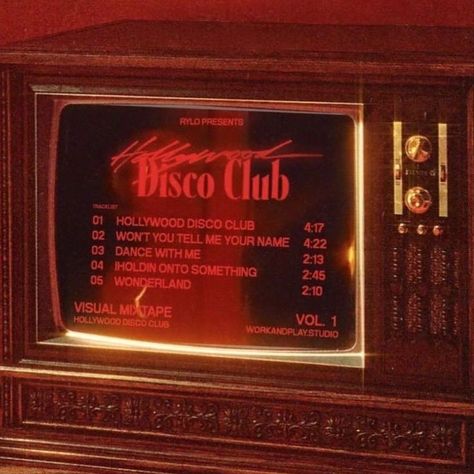 RYLO PRESENTS
Hollywood
Disco Club
TRACKLIST
01 HOLLYWOOD DISCO CLUB 4:17
02 WON'T YOU TELL ME YOUR NAME 4:22
03 DANCE WITH ME 2:13
04 IHOLDIN ONTO SOMETHING 2:45
05 WONDERLAND 2:10
VISUAL MIXTAPE VOL. 1
HOLLYWOOD DISCO CLUB WORKANDPLAY.STUDIO